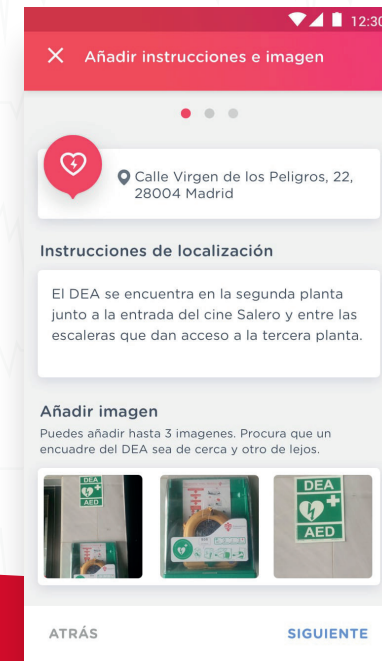 12:30
Añadir instrucciones e imagen
Calle Virgen de los Peligros, 22,
28004 Madrid
Instrucciones de localización
El DEA se encuentra en la segunda planta
junto a la entrada del cine Salero y entre las
escaleras que dan acceso a la tercera planta.
Añadir imagen
Puedes añadir hasta 3 imagenes. Procura que un
encuadre del DEA sea de cerca y otro de lejos.
DEA
AED
DEA
AED
ATRÁS
SIGUIENTE